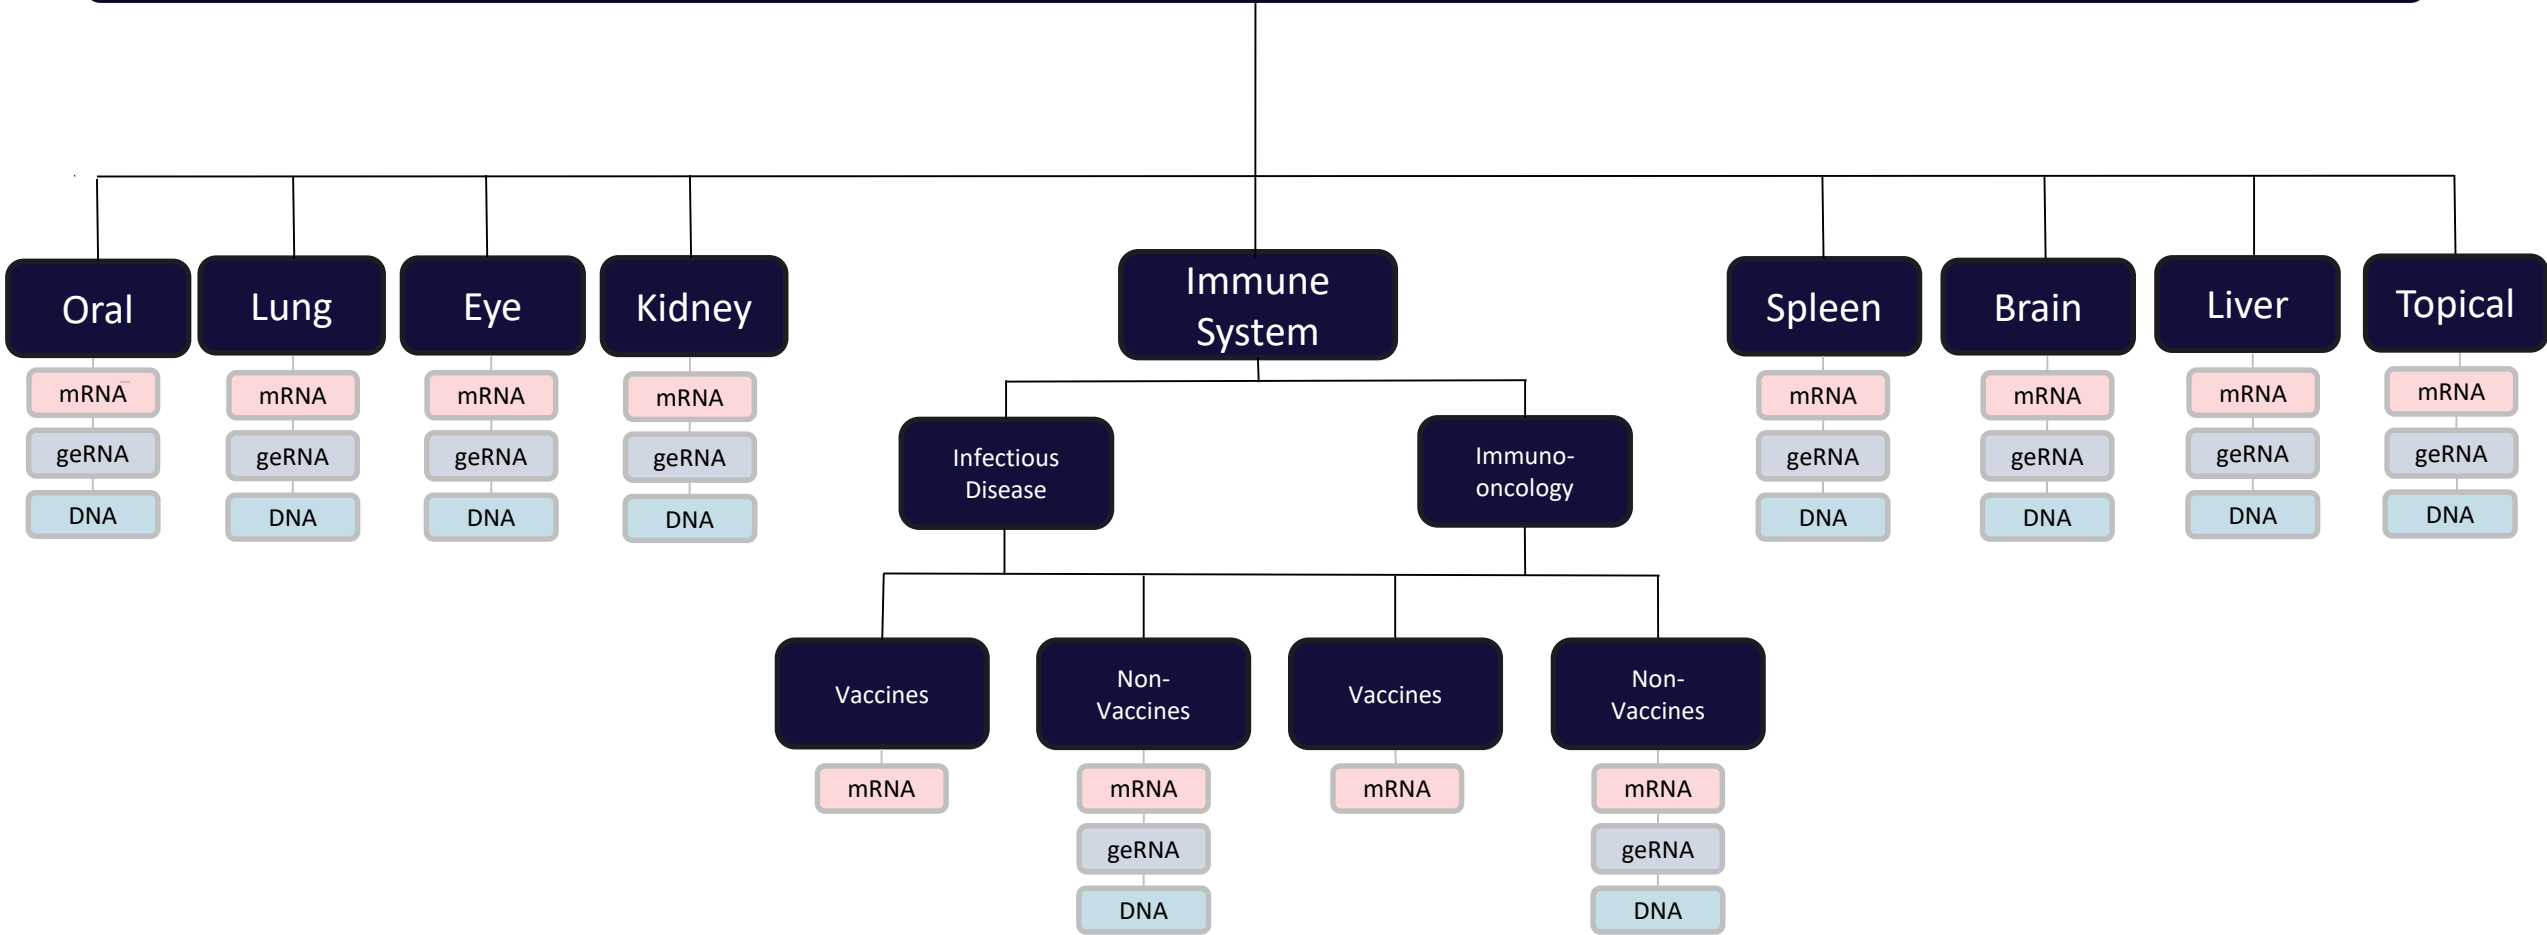 Oral
Lung
Eye
Kidney
Immune
System
Spleen
Brain
Liver
Topical
mRNA
mRNA
mRNA
mRNA
mRNA
mRNA
mRNA
mRNA
geRNA
geRNA
geRNA
geRNA
geRNA
geRNA
geRNA
geRNA
DNA
DNA
DNA
DNA
DNA
DNA
DNA
DNA
Infectious
Disease
Immuno-
oncology
Vaccines
Non-
Vaccines
Vaccines
Non-
Vaccines
mRNA
mRNA
mRNA
mRNA
geRNA
geRNA
DNA
DNA